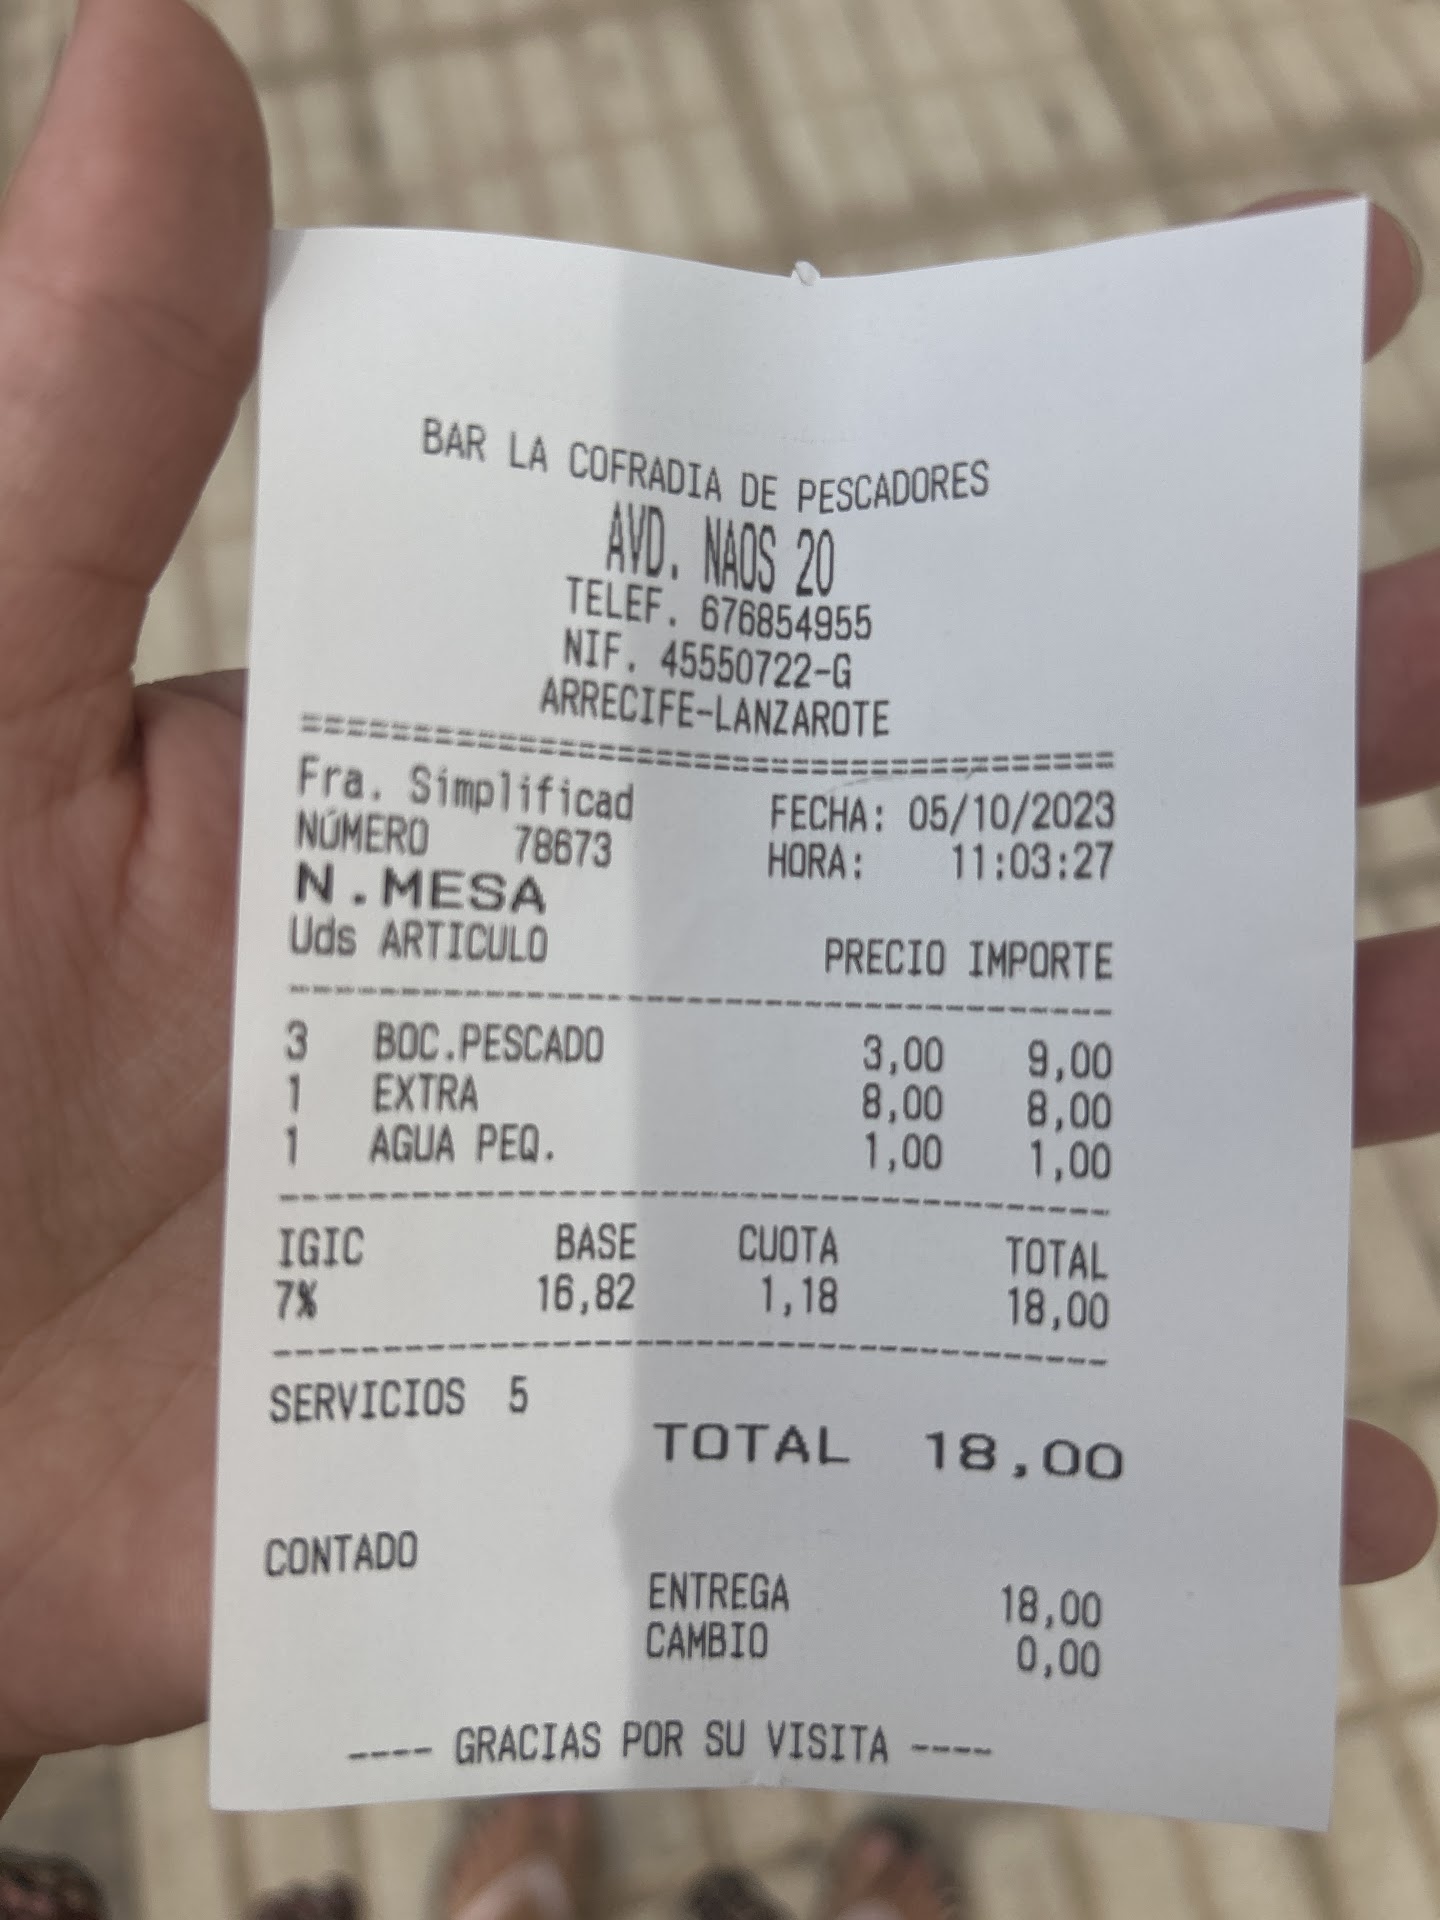 BAR LA COFRADIA DE PESCADORES
AVD. NAOS 20
TELEF. 676854955
NIF. 45550722-G
ARRECIFE-LANZAROTE
========================================
Fra. Simplificad FECHA: 05/10/2023
NÚMERO 78673 HORA: 11:03:27
N.MESA
Uds ARTICULO PRECIO IMPORTE
----------------------------------------
3 BOC.PESCADO 3,00 9,00
1 EXTRA 8,00 8,00
1 AGUA PEQ. 1,00 1,00
----------------------------------------
IGIC BASE CUOTA TOTAL
7% 16,82 1,18 18,00
----------------------------------------
SERVICIOS 5
TOTAL 18,00
CONTADO
ENTREGA 18,00
CAMBIO 0,00
---- GRACIAS POR SU VISITA ----